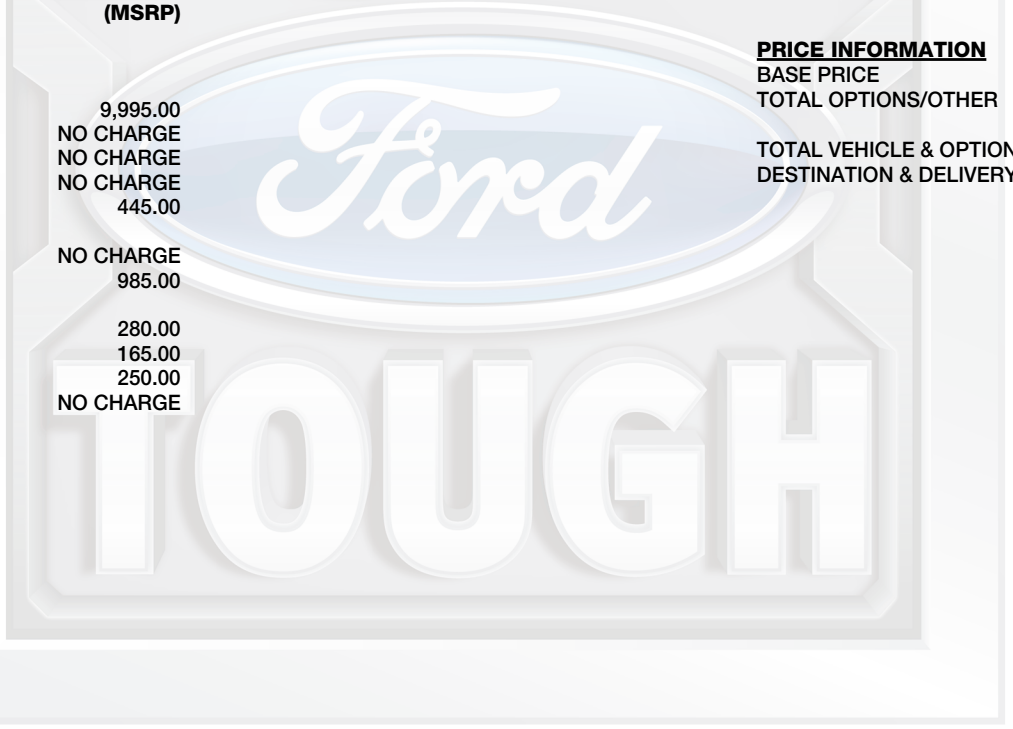 (MSRP)
9,995.00
NO CHARGE
NO CHARGE
NO CHARGE
445.00
NO CHARGE
985.00
280.00
165.00
250.00
NO CHARGE
PRICE INFORMATION
BASE PRICE
TOTAL OPTIONS/OTHER
TOTAL VEHICLE & OPTION
DESTINATION & DELIVERY
Ford
TOUGH